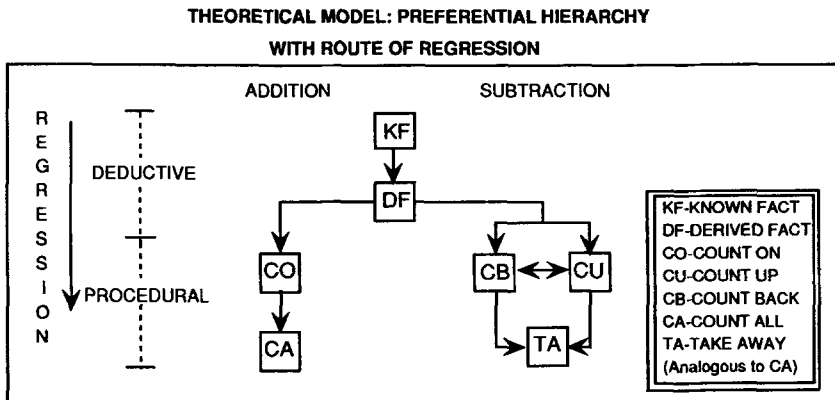 THEORETICAL MODEL: PREFERENTIAL HIERARCHY
WITH ROUTE OF REGRESSION
ADDITION
SUBTRACTION
REGRESSION
DEDUCTIVE
PROCEDURAL
KF
DF
CO
CB
CU
CA
TA
KF-KNOWN FACT
DF-DERIVED FACT
CO-COUNT ON
CU-COUNT UP
CB-COUNT BACK
CA-COUNT ALL
TA-TAKE AWAY
(Analogous to CA)